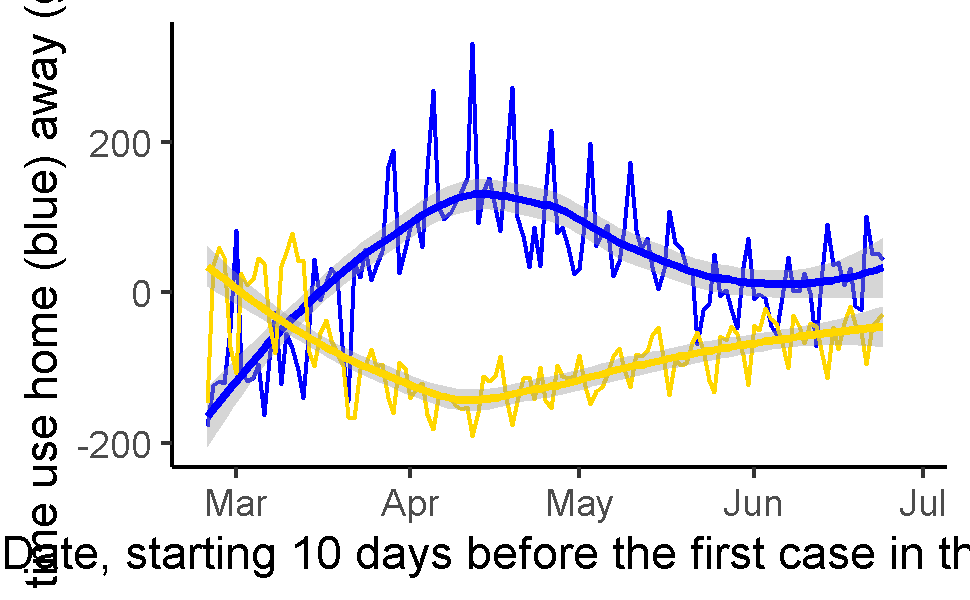 time use home (blue) away (
200
0
-200
Mar Apr May Jun Jul
Date, starting 10 days before the first case in th